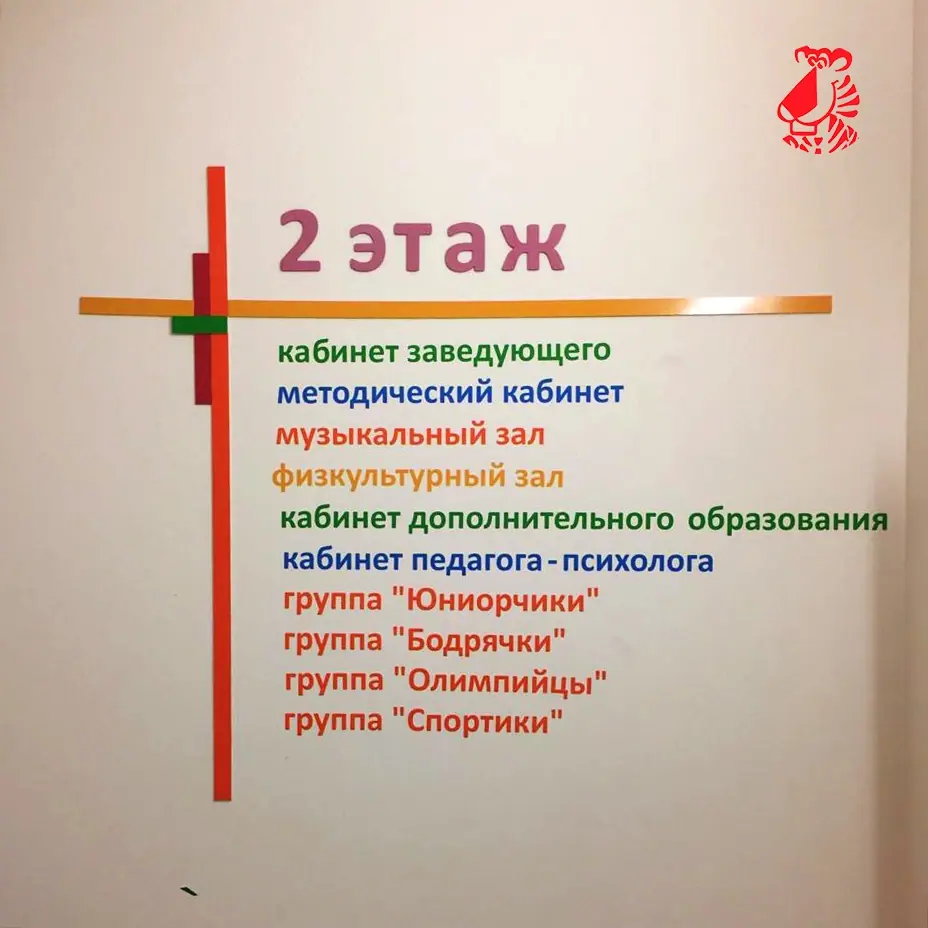 2 этаж
кабинет заведующего
методический кабинет
музыкальный зал
физкультурный зал
кабинет дополнительного образования
кабинет педагога-психолога
группа "Юниорчики"
группа "Бодрячки"
группа "Олимпийцы"
группа "Спортики"